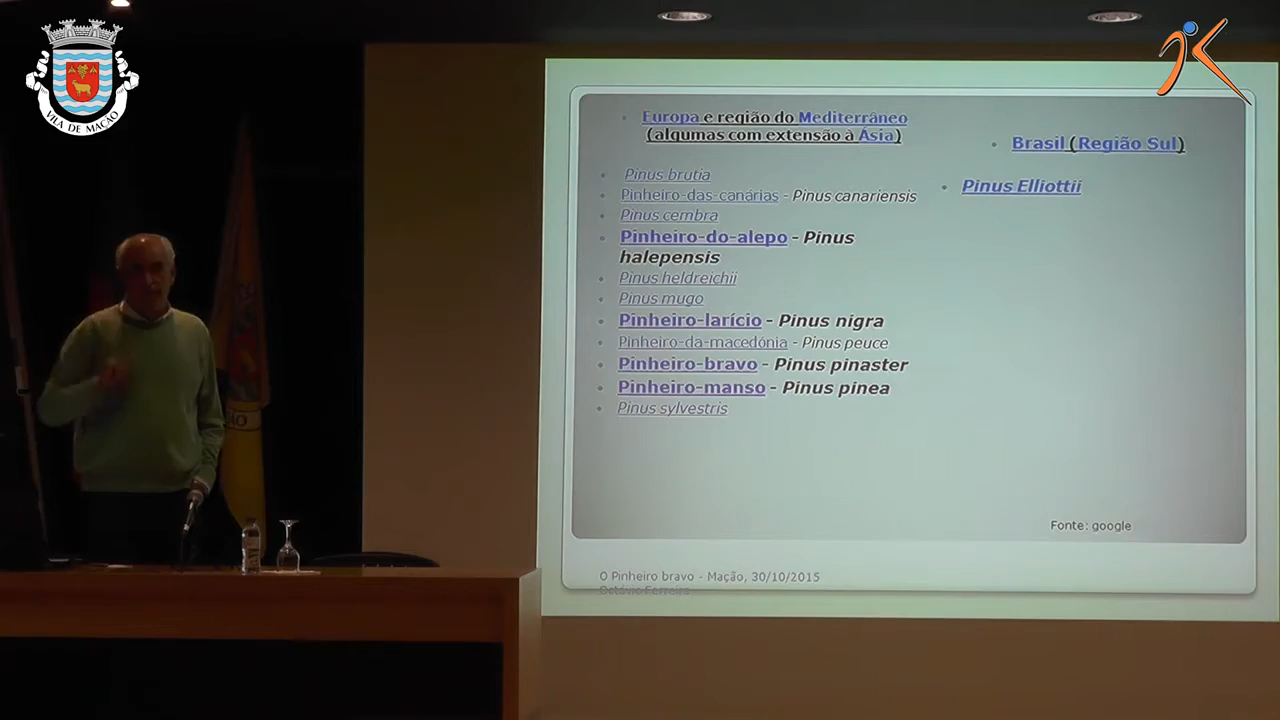 VILA DE MAÇÃO
Europa e região do Mediterrâneo
(algumas com extensão à Ásia)
Pinus brutia
Pinheiro-das-canárias - Pinus canariensis
Pinus cembra
Pinheiro-do-alepo - Pinus
halepensis
Pinus heldreichii
Pinus mugo
Pinheiro-larício - Pinus nigra
Pinheiro-da-macedónia - Pinus peuce
Pinheiro-bravo - Pinus pinaster
Pinheiro-manso - Pinus pinea
Pinus sylvestris
Brasil (Região Sul)
Pinus Elliottii
Fonte: google
O Pinheiro bravo - Mação, 30/10/2015
Octávio Ferreira